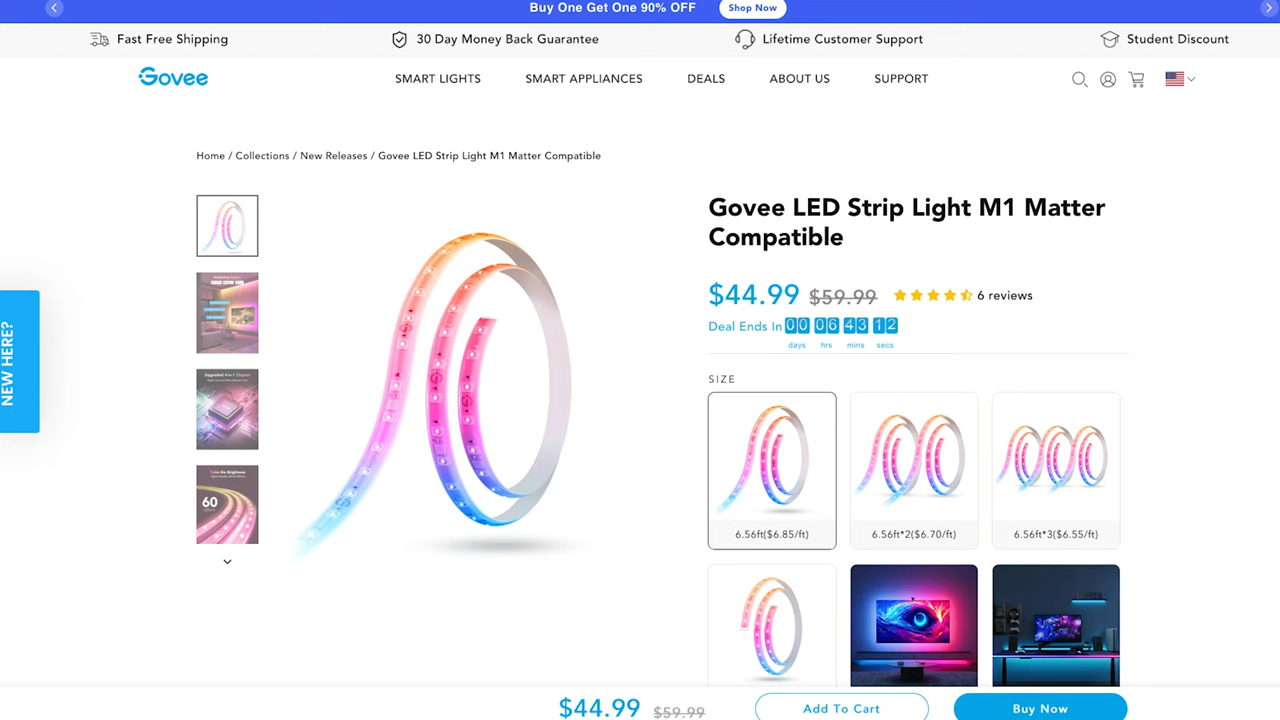 Buy One Get One 90% OFF
Shop Now
Fast Free Shipping
30 Day Money Back Guarantee
Lifetime Customer Support
Student Discount
Govee
SMART LIGHTS
SMART APPLIANCES
DEALS
ABOUT US
SUPPORT
Home / Collections / New Releases / Govee LED Strip Light M1 Matter Compatible
NEW HERE?
60
Govee LED Strip Light M1 Matter
Compatible
$44.99 $59.99 6 reviews
Deal Ends In 00 06 43 12
days hrs mins secs
SIZE
6.56ft($6.85/ft)
6.56ft*2($6.70/ft)
6.56ft*3($6.55/ft)
$44.99 $59.99
Add To Cart
Buy Now